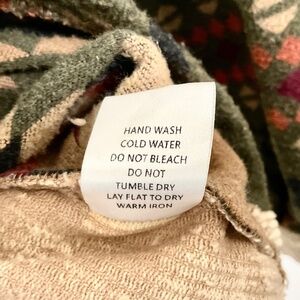 HAND WASH
COLD WATER
DO NOT BLEACH
DO NOT
TUMBLE DRY
LAY FLAT TO DRY
WARM IRON